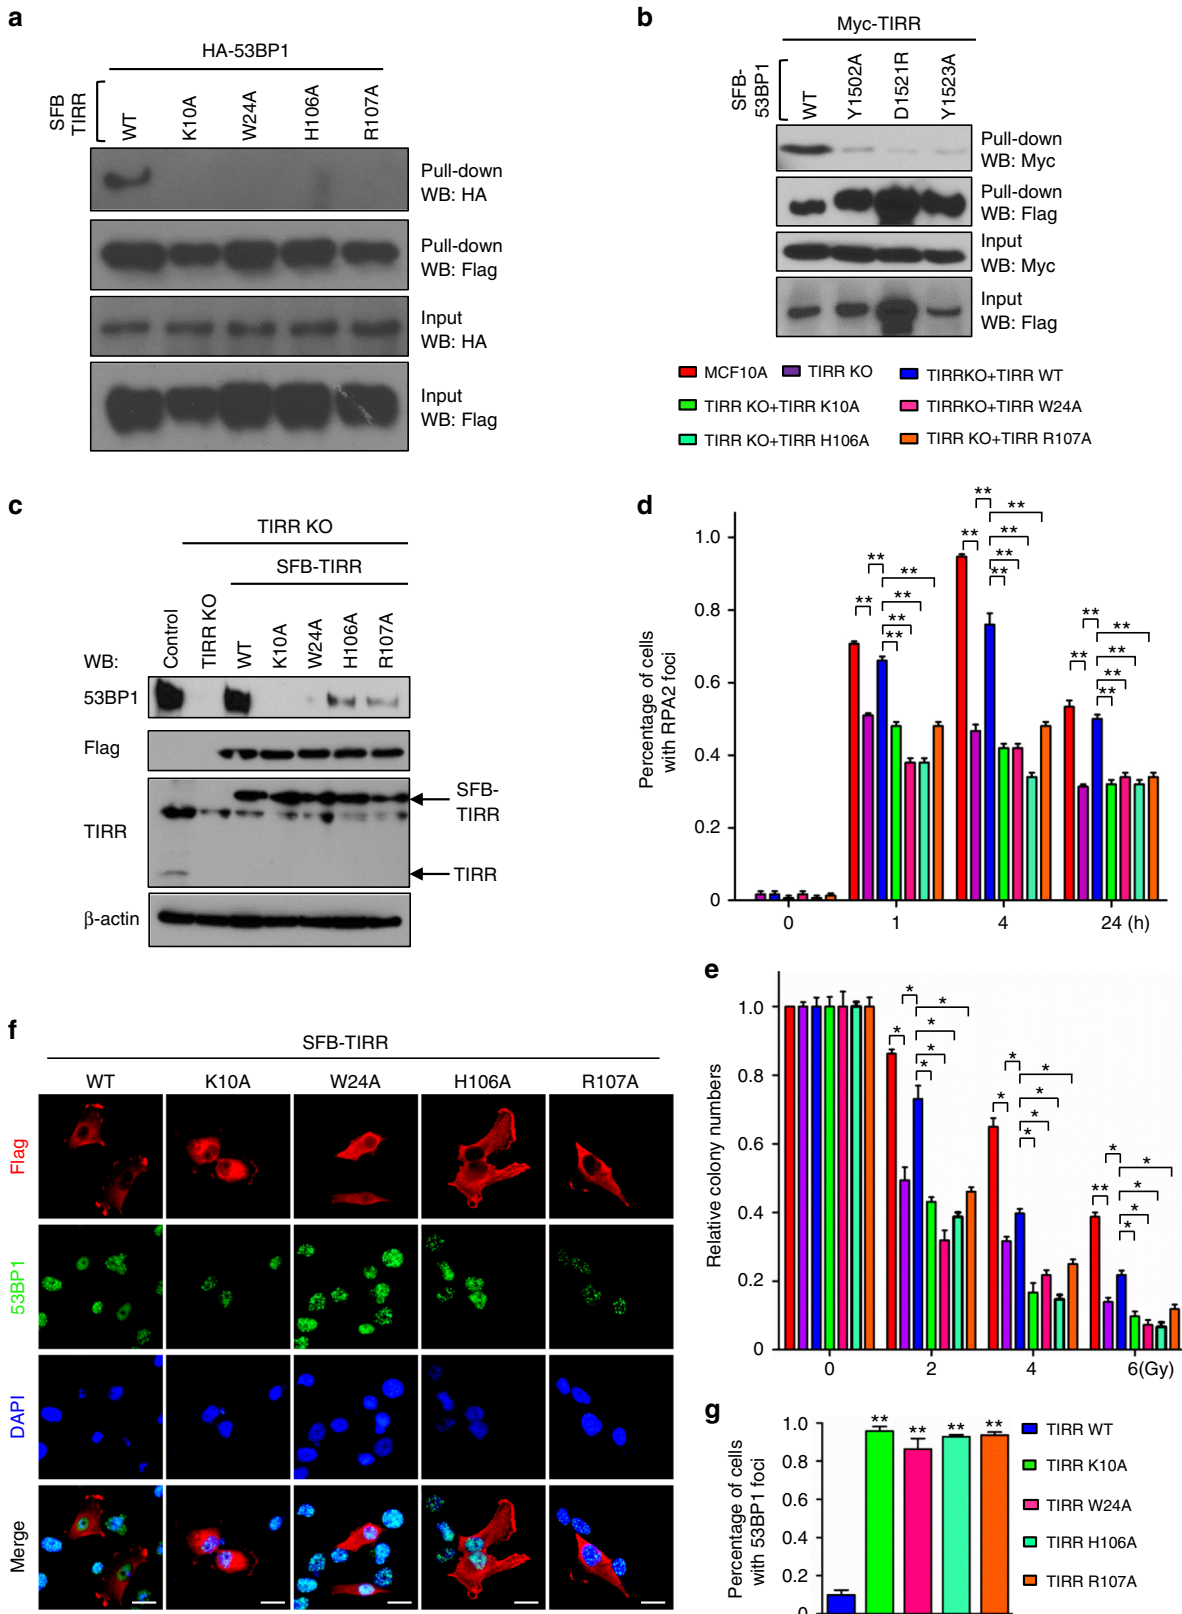 a
HA-53BP1
SFB
TIRR
WT
K10A
W24A
H106A
R107A
Pull-down
WB: HA
Pull-down
WB: Flag
Input
WB: HA
Input
WB: Flag
b
Myc-TIRR
SFB-
53BP1
WT
Y1502A
D1521R
Y1523A
Pull-down
WB: Myc
Pull-down
WB: Flag
Input
WB: Myc
Input
WB: Flag
MCF10A
TIRR KO
TIRRKO+TIRR WT
TIRR KO+TIRR K10A
TIRRKO+TIRR W24A
TIRR KO+TIRR H106A
TIRR KO+TIRR R107A
c
TIRR KO
SFB-TIRR
WB:
Control
TIRR KO
WT
K10A
W24A
H106A
R107A
53BP1
Flag
TIRR
SFB-
TIRR
TIRR
β-actin
d
Percentage of cells
with RPA2 foci
1.0
0.8
0.6
0.4
0.2
0
** ** ** ** ** **
** ** ** ** ** **
** ** ** ** ** **
0 1 4 24 (h)
e
Relative colony numbers
1.0
0.8
0.6
0.4
0.2
0
* * * * * *
* * * * * *
** * * * * *
0 2 4 6(Gy)
f
SFB-TIRR
WT K10A W24A H106A R107A
Flag
53BP1
DAPI
Merge
g
Percentage of cells
with 53BP1 foci
1.0
0.8
0.6
0.4
0.2
0
** ** ** **
TIRR WT
TIRR K10A
TIRR W24A
TIRR H106A
TIRR R107A